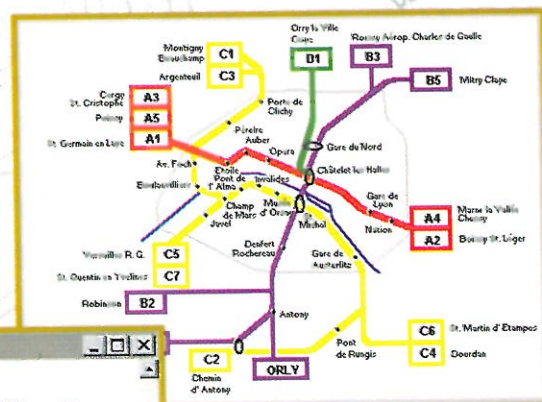 Montigny
Beauchamp
C1
Argenteuil
C3
Orry la Ville
B1
B3
Roissy Aérop. Charles de Gaulle
B5
Mitry Claye
Cergy
St. Cristophe
A3
Poissy
A5
St. Germain en Laye
A1
Porte de
Clichy
Péreire
Auber
Opéra
Gare du Nord
Châtelet les Halles
Av. Foch
Etoile
Pont de
l' Alma
Invalides
Boulainvilliers
Champ
de Mars
Musée
d' Orsay
St.
Michel
Gare de
Lyon
Nation
Javel
A4
Marne la Vallée
Chessy
A2
Boissy St. Léger
Versailles R. G.
C5
St. Quentin en Yvelines
C7
Denfert
Rochereau
Gare de
Austerlitz
Robinson
B2
Antony
Pont
de Rungis
C6
St. Martin d' Etampes
C4
Dourdan
C2
Chemin
d' Antony
ORLY